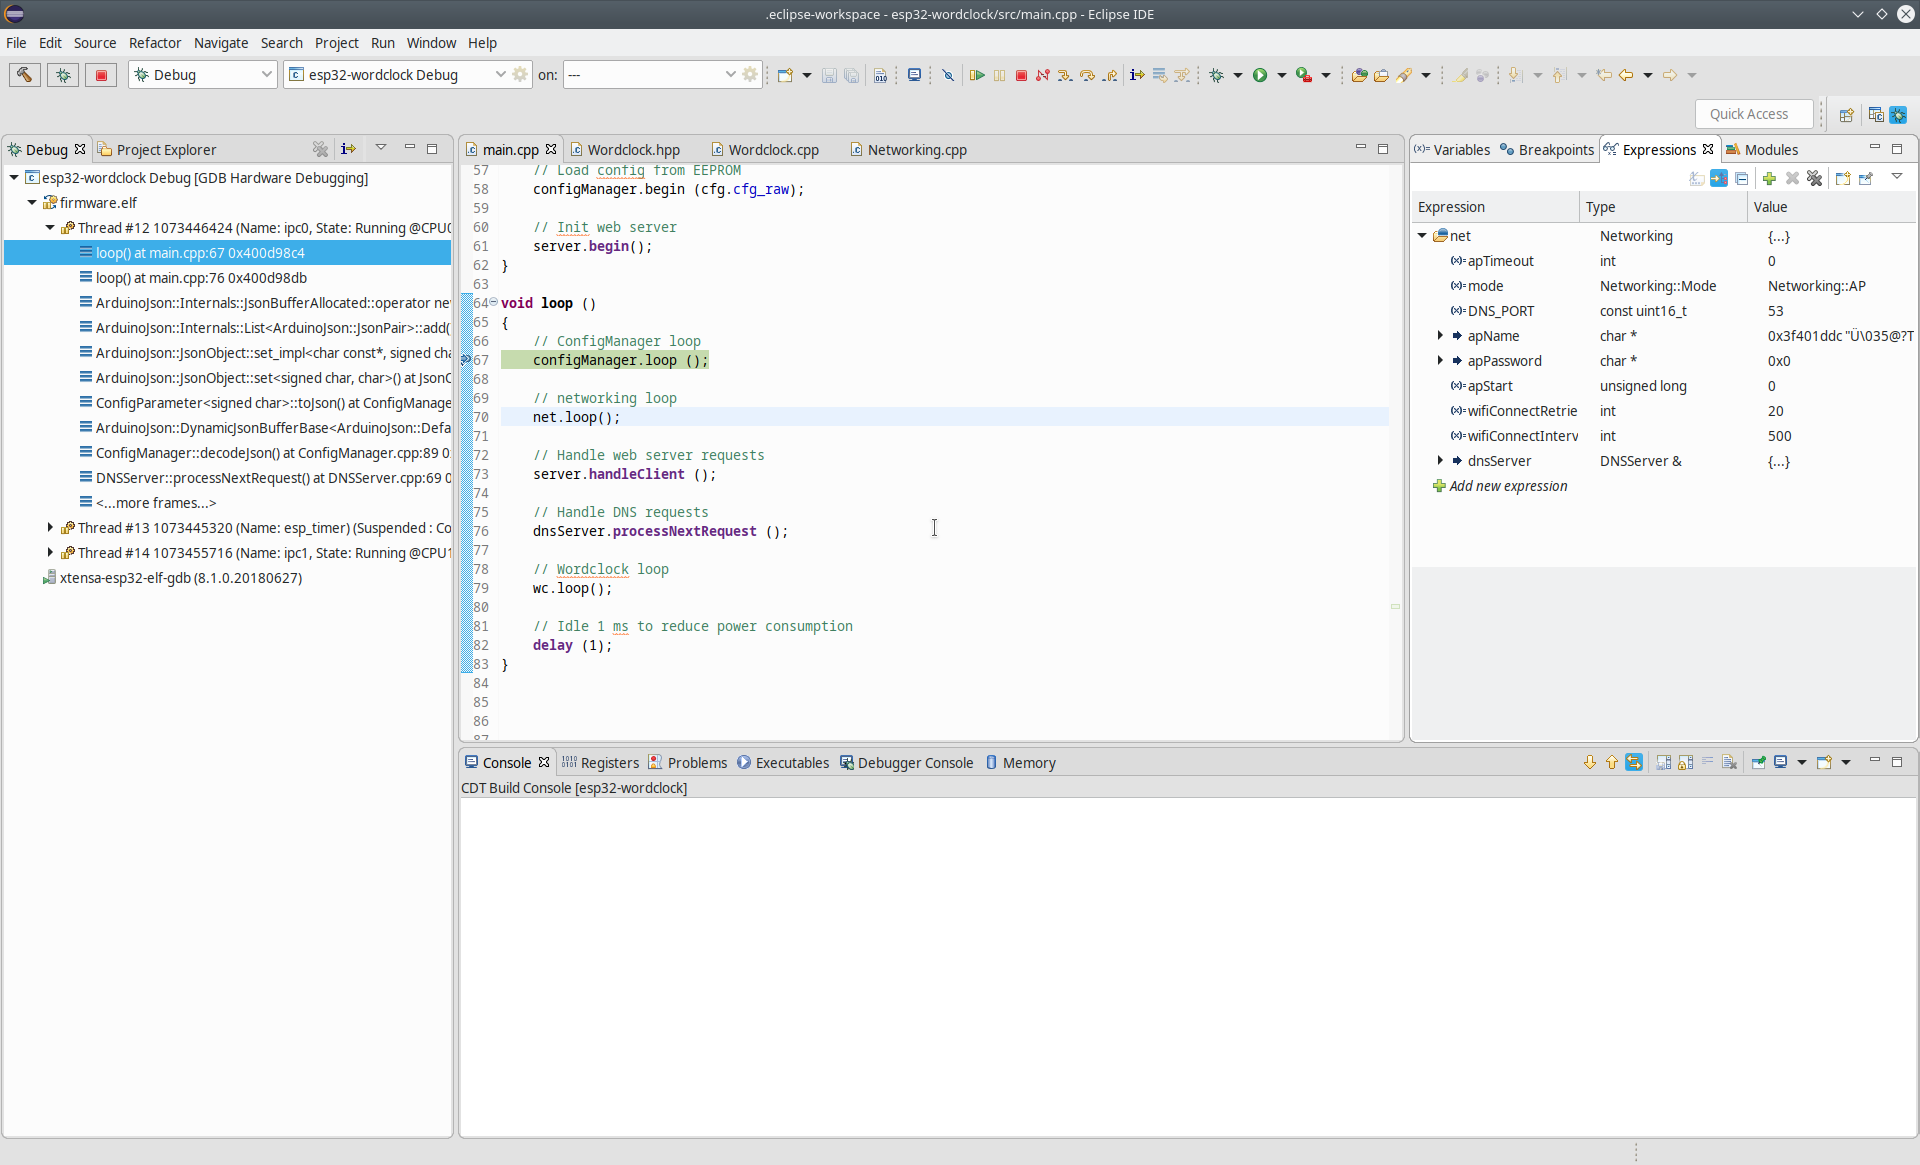 .eclipse-workspace - esp32-wordclock/src/main.cpp - Eclipse IDE
File Edit Source Refactor Navigate Search Project Run Window Help
Debug
esp32-wordclock Debug
on:
---
Quick Access
Debug
Project Explorer
esp32-wordclock Debug [GDB Hardware Debugging]
firmware.elf
Thread #12 1073446424 (Name: ipc0, State: Running @CPU(
loop() at main.cpp:67 0x400d98c4
loop() at main.cpp:76 0x400d98db
ArduinoJson::Internals::JsonBufferAllocated::operator ne
ArduinoJson::Internals::List<ArduinoJson::JsonPair>::add(
ArduinoJson::JsonObject::set_impl<char const*, signed cha
ArduinoJson::JsonObject::set<signed char, char>() at JsonC
ConfigParameter<signed char>::toJson() at ConfigManage
ArduinoJson::DynamicJsonBufferBase<ArduinoJson::Defa
ConfigManager::decodeJson() at ConfigManager.cpp:89 0
DNSServer::processNextRequest() at DNSServer.cpp:69 0
<...more frames...>
Thread #13 1073445320 (Name: esp_timer) (Suspended : Co
Thread #14 1073455716 (Name: ipc1, State: Running @CPU1
xtensa-esp32-elf-gdb (8.1.0.20180627)
main.cpp
Wordclock.hpp
Wordclock.cpp
Networking.cpp
57 // Load config from EEPROM
58 configManager.begin (cfg.cfg_raw);
59
60 // Init web server
61 server.begin();
62 }
63
64 void loop ()
65 {
66 // ConfigManager loop
67 configManager.loop ();
68
69 // networking loop
70 net.loop();
71
72 // Handle web server requests
73 server.handleClient ();
74
75 // Handle DNS requests
76 dnsServer.processNextRequest ();
77
78 // Wordclock loop
79 wc.loop();
80
81 // Idle 1 ms to reduce power consumption
82 delay (1);
83 }
84
85
86
87
Variables
Breakpoints
Expressions
Modules
Expression Type Value
net Networking {...}
apTimeout int 0
mode Networking::Mode Networking::AP
DNS_PORT const uint16_t 53
apName char * 0x3f401ddc "Ü\035@?T
apPassword char * 0x0
apStart unsigned long 0
wifiConnectRetrie int 20
wifiConnectInterv int 500
dnsServer DNSServer & {...}
Add new expression
Console
Registers
Problems
Executables
Debugger Console
Memory
CDT Build Console [esp32-wordclock]